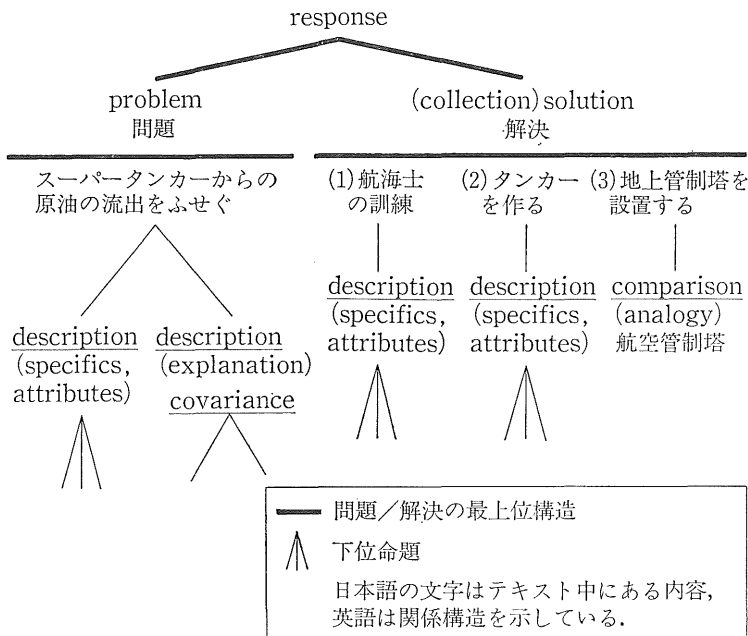 response
problem
問題
(collection) solution
解決
スーパータンカーからの
原油の流出をふせぐ
(1)航海士
の訓練
(2)タンカー
を作る
(3)地上管制塔を
設置する
description
(specifics,
attributes)
description
(explanation)
covariance
description
(specifics,
attributes)
description
(specifics,
attributes)
comparison
(analogy)
航空管制塔
問題／解決の最上位構造
下位命題
日本語の文字はテキスト中にある内容,
英語は関係構造を示している.